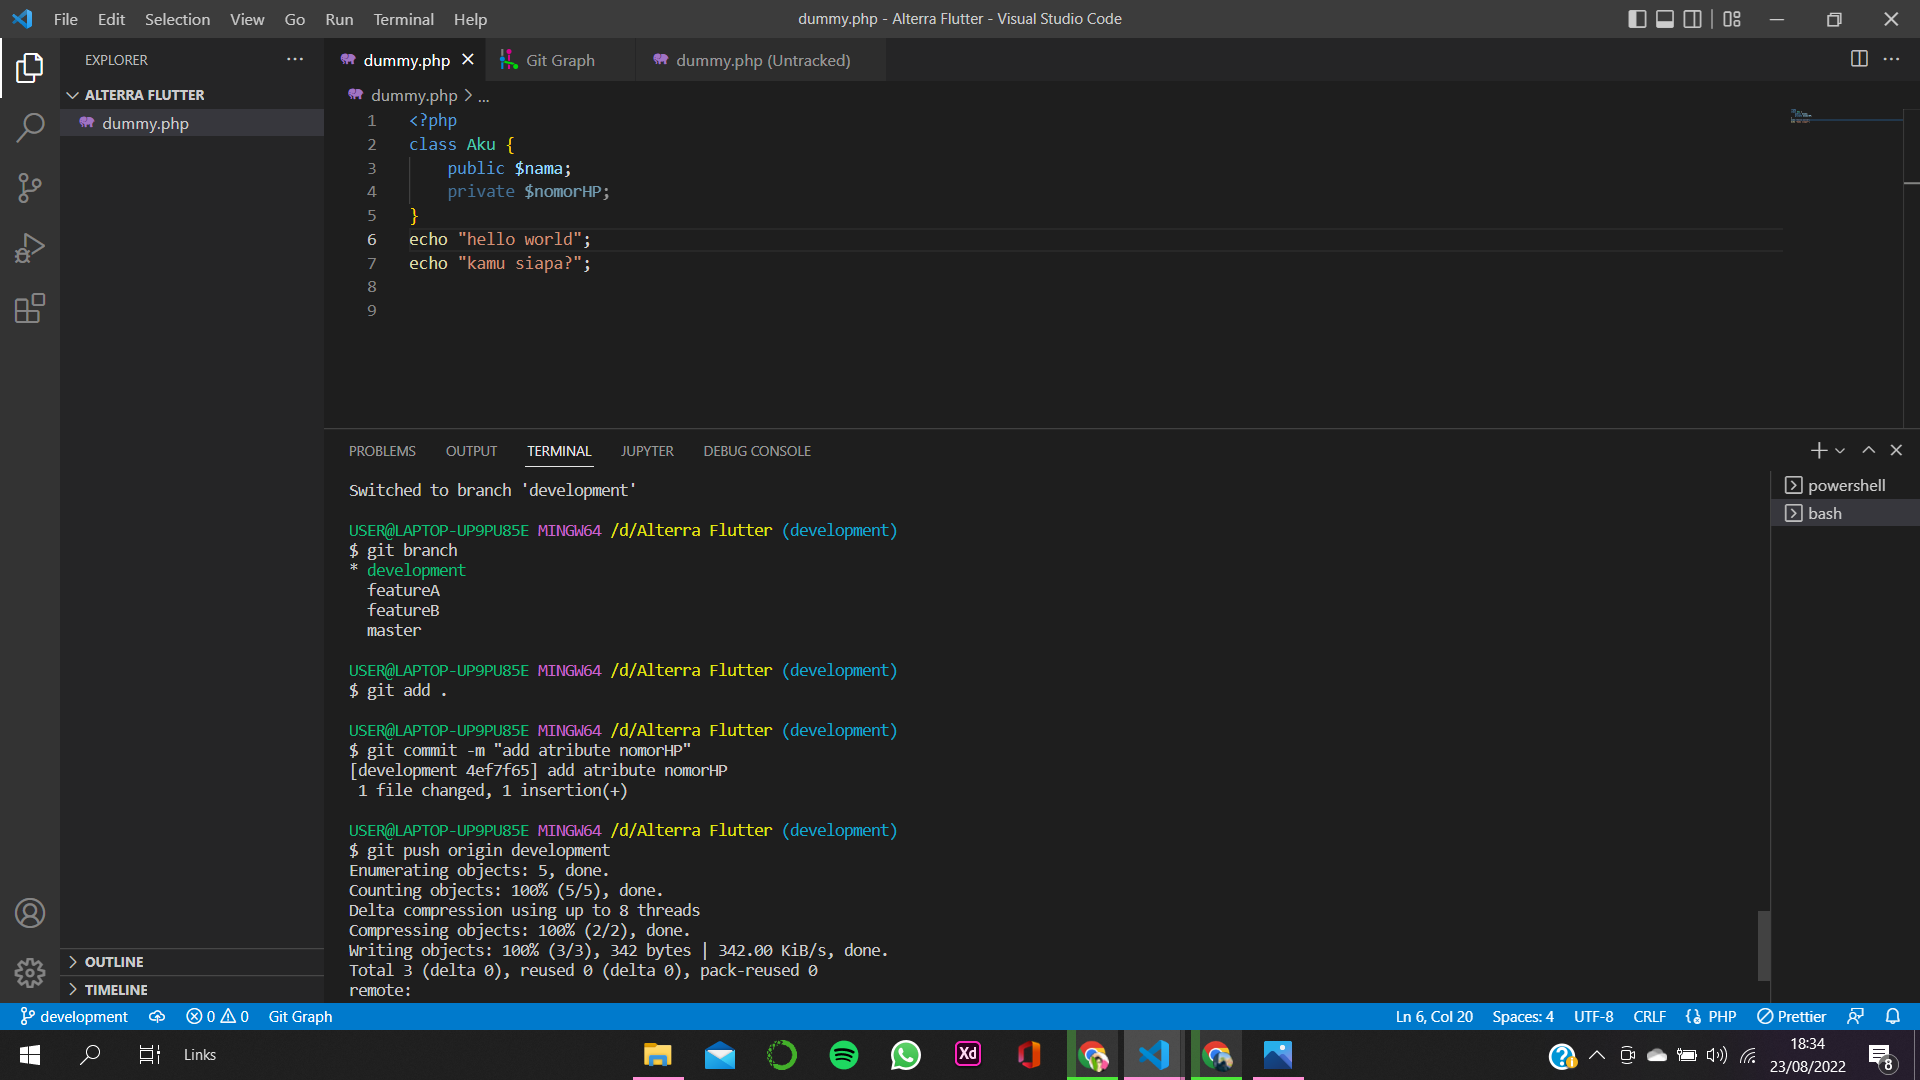 File Edit Selection View Go Run Terminal Help
dummy.php - Alterra Flutter - Visual Studio Code
EXPLORER
dummy.php
Git Graph
dummy.php (Untracked)
ALTERRA FLUTTER
dummy.php
dummy.php > ...
1 <?php
2 class Aku {
3 public $nama;
4 private $nomorHP;
5 }
6 echo "hello world";
7 echo "kamu siapa?";
8
9
PROBLEMS OUTPUT TERMINAL JUPYTER DEBUG CONSOLE
powershell
bash
Switched to branch 'development'
USER@LAPTOP-UP9PU85E MINGW64 /d/Alterra Flutter (development)
$ git branch
* development
featureA
featureB
master
USER@LAPTOP-UP9PU85E MINGW64 /d/Alterra Flutter (development)
$ git add .
USER@LAPTOP-UP9PU85E MINGW64 /d/Alterra Flutter (development)
$ git commit -m "add atribute nomorHP"
[development 4ef7f65] add atribute nomorHP
1 file changed, 1 insertion(+)
USER@LAPTOP-UP9PU85E MINGW64 /d/Alterra Flutter (development)
$ git push origin development
Enumerating objects: 5, done.
Counting objects: 100% (5/5), done.
Delta compression using up to 8 threads
Compressing objects: 100% (2/2), done.
Writing objects: 100% (3/3), 342 bytes | 342.00 KiB/s, done.
Total 3 (delta 0), reused 0 (delta 0), pack-reused 0
remote:
OUTLINE
TIMELINE
development 0 0 Git Graph
Ln 6, Col 20 Spaces: 4 UTF-8 CRLF PHP Prettier
Links
Xd
18:34
23/08/2022
8